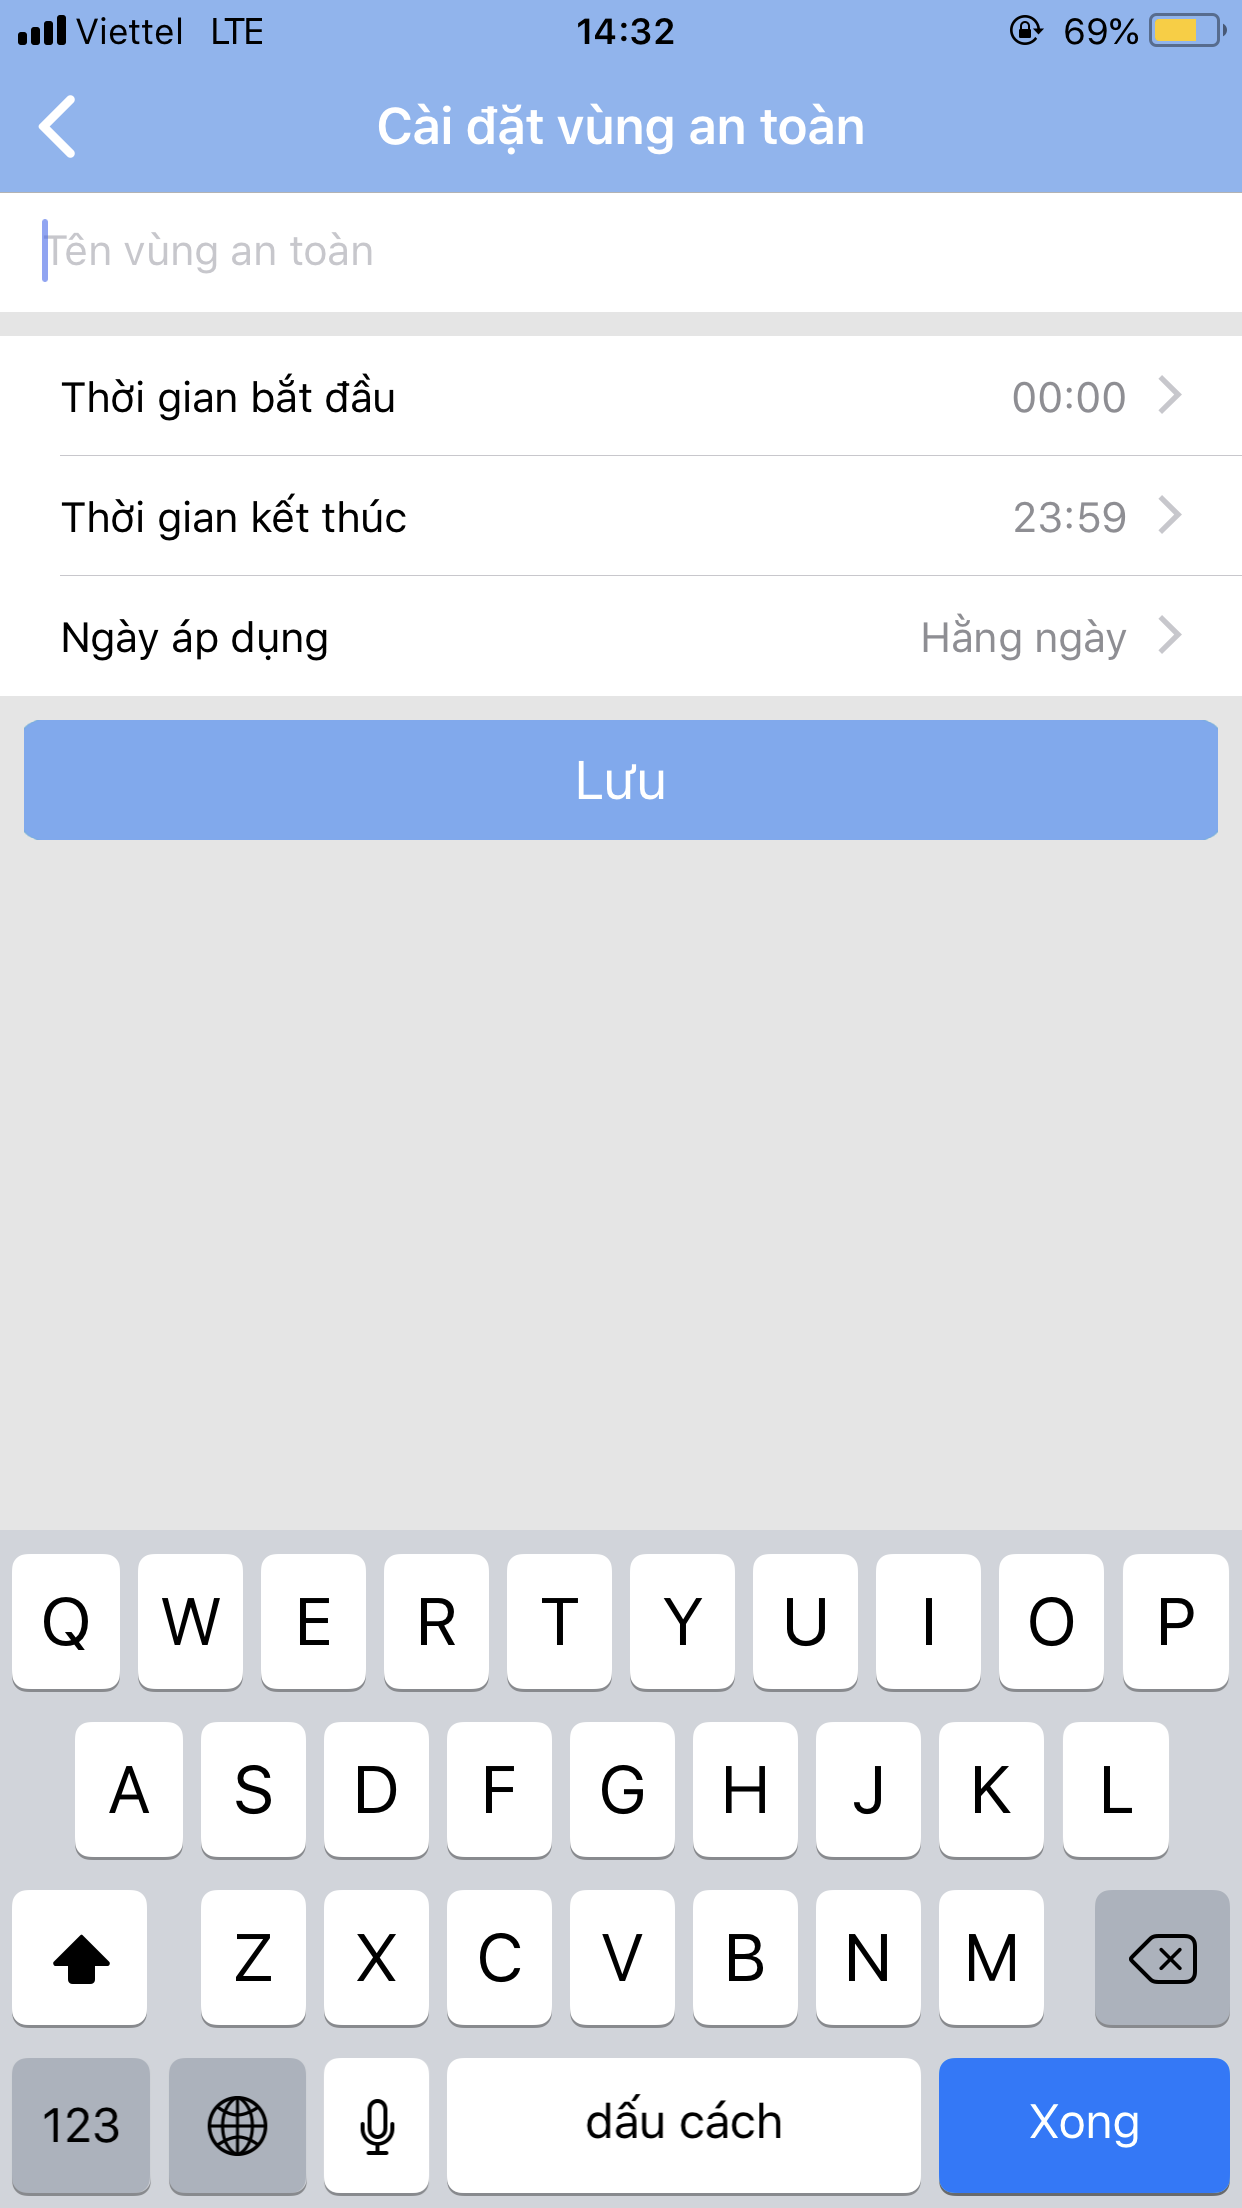 Viettel LTE 14:32 69%
Cài đặt vùng an toàn
Tên vùng an toàn
Thời gian bắt đầu 00:00
Thời gian kết thúc 23:59
Ngày áp dụng Hằng ngày
Lưu
Q W E R T Y U I O P
A S D F G H J K L
Z X C V B N M
123 dấu cách Xong